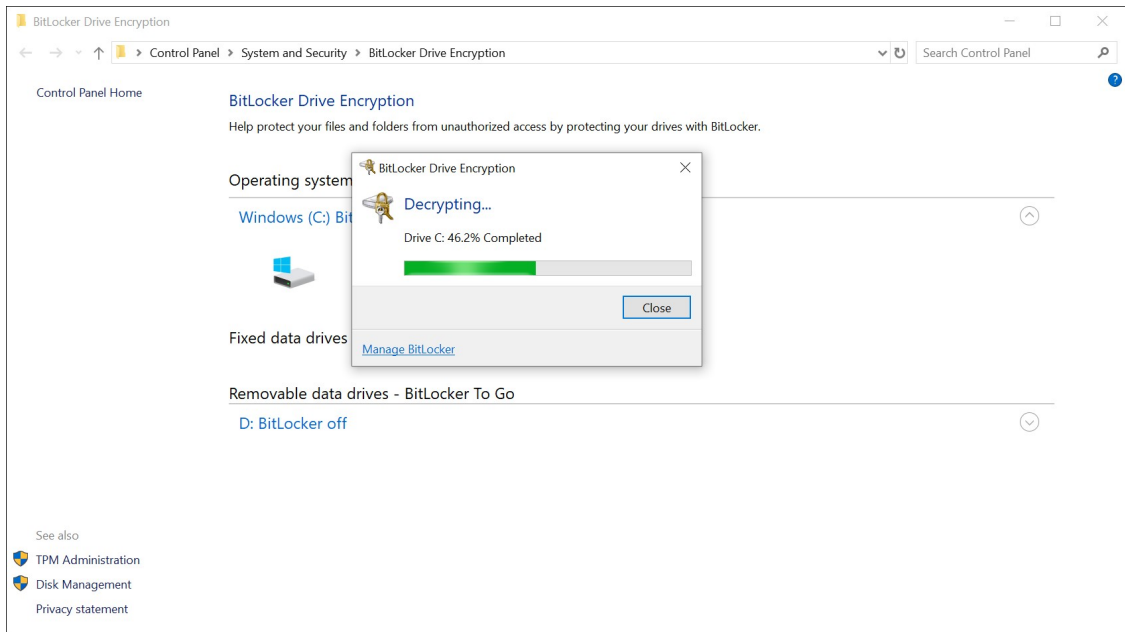 BitLocker Drive Encryption
Control Panel > System and Security > BitLocker Drive Encryption
Search Control Panel
?
Control Panel Home
BitLocker Drive Encryption
Help protect your files and folders from unauthorized access by protecting your drives with BitLocker.
Operating system
Windows (C:) Bit
BitLocker Drive Encryption
Decrypting...
Drive C: 46.2% Completed
Close
Manage BitLocker
Fixed data drives
Removable data drives - BitLocker To Go
D: BitLocker off
See also
TPM Administration
Disk Management
Privacy statement